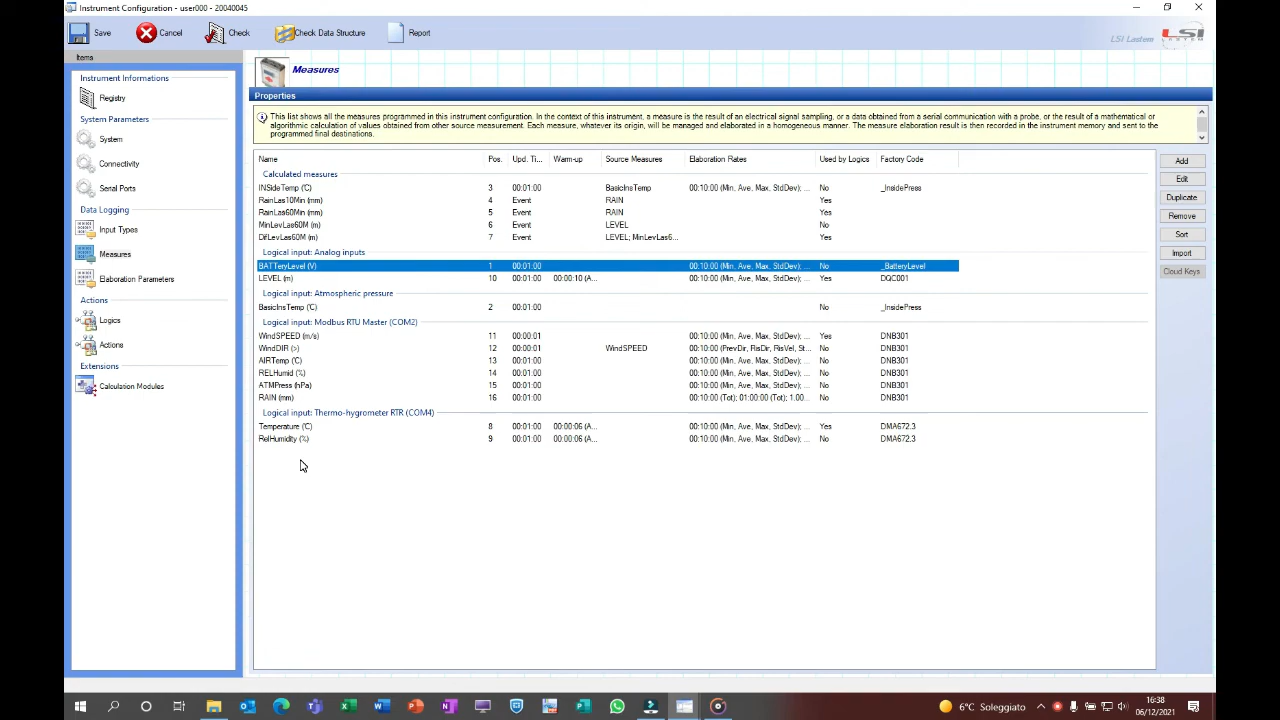 Instrument Configuration - user000 - 20040045
Save Cancel Check Check Data Structure Report
LSI Lastem LSI LASTEM
Items
Instrument Informations
Registry
System Parameters
System
Connectivity
Serial Ports
Data Logging
Input Types
Measures
Elaboration Parameters
Actions
Logics
Actions
Extensions
Calculation Modules
Measures
Properties
This list shows all the measures programmed in this instrument configuration. In the context of this instrument, a measure is the result of an electrical signal sampling, or a data obtained from a serial communication with a probe, or the result of a mathematical or
algorithmic calculation of values obtained from other source measurement. Each measure, whatever its origin, will be managed and elaborated in a homogeneous manner. The measure elaboration result is then recorded in the instrument memory and sent to the
programmed final destinations.
Name Pos. Upd. Ti... Warm-up Source Measures Elaboration Rates Used by Logics Factory Code
Calculated measures
INSideTemp (°C) 3 00:01:00 BasicInsTemp 00:10:00 (Min, Ave, Max, StdDev); ... No _InsidePress
RainLas10Min (mm) 4 Event RAIN Yes
RainLas60Min (mm) 5 Event RAIN Yes
MinLevLas60M (m) 6 Event LEVEL No
DifLevLas60M (m) 7 Event LEVEL; MinLevLas6... Yes
Logical input: Analog inputs
BATTeryLevel (V) 1 00:01:00 00:10:00 (Min, Ave, Max, StdDev); ... No _BatteryLevel
LEVEL (m) 10 00:01:00 00:00:10 (A... 00:10:00 (Min, Ave, Max, StdDev); ... Yes DQC001
Logical input: Atmospheric pressure
BasicInsTemp (°C) 2 00:01:00 No _InsidePress
Logical input: Modbus RTU Master (COM2)
WindSPEED (m/s) 11 00:00:01 00:10:00 (Min, Ave, Max, StdDev); ... Yes DNB301
WindDIR (>) 12 00:00:01 WindSPEED 00:10:00 (PrevDir, RisDir, RisVel, St... No DNB301
AIRTemp (°C) 13 00:01:00 00:10:00 (Min, Ave, Max, StdDev); ... No DNB301
RELHumid (%) 14 00:01:00 00:10:00 (Min, Ave, Max, StdDev); ... No DNB301
ATMPress (hPa) 15 00:01:00 00:10:00 (Min, Ave, Max, StdDev); ... No DNB301
RAIN (mm) 16 00:01:00 00:10:00 (Tot); 01:00:00 (Tot); 1.00:... No DNB301
Logical input: Thermo-hygrometer RTR (COM4)
Temperature (°C) 8 00:01:00 00:00:06 (A... 00:10:00 (Min, Ave, Max, StdDev); ... Yes DMA672.3
RelHumidity (%) 9 00:01:00 00:00:06 (A... 00:10:00 (Min, Ave, Max, StdDev); ... No DMA672.3
Add
Edit
Duplicate
Remove
Sort
Import
Cloud Keys
6°C Soleggiato
16:38
06/12/2021